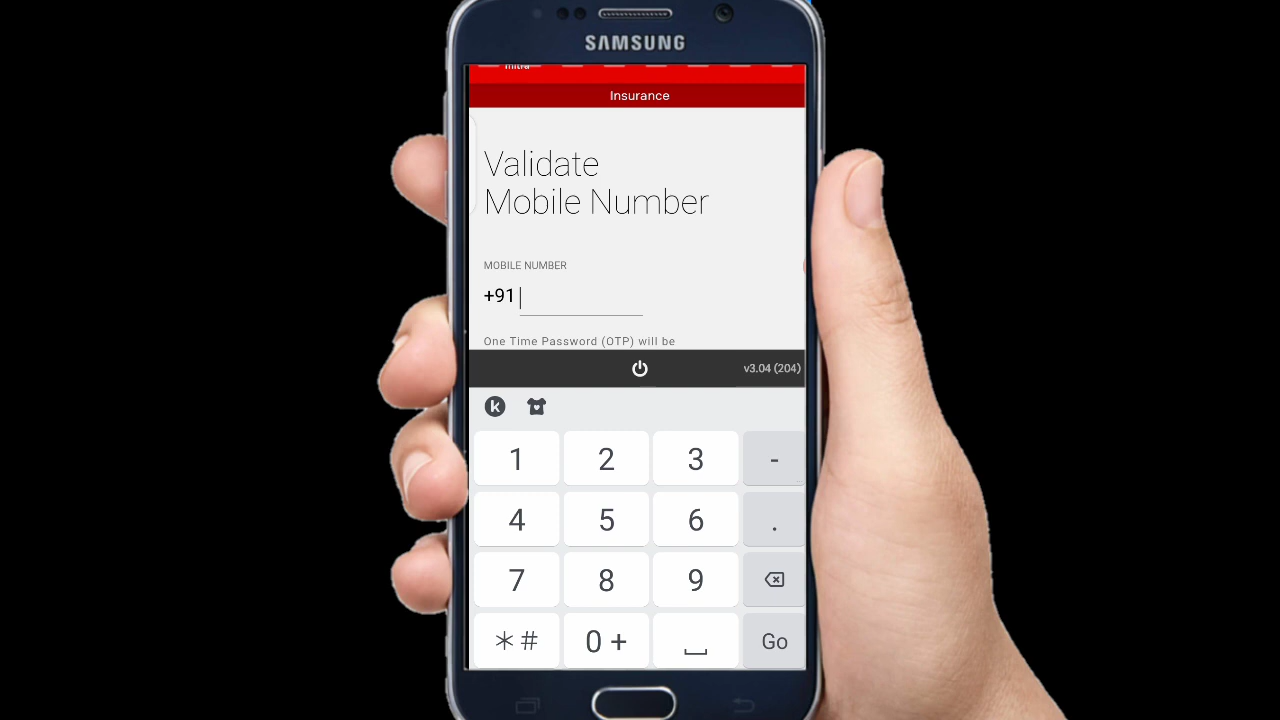 SAMSUNG
mitra
Insurance
Validate
Mobile Number
MOBILE NUMBER
+91
One Time Password (OTP) will be
v3.04 (204)
k
1 2 3 -
4 5 6 .
7 8 9
*# 0 + Go